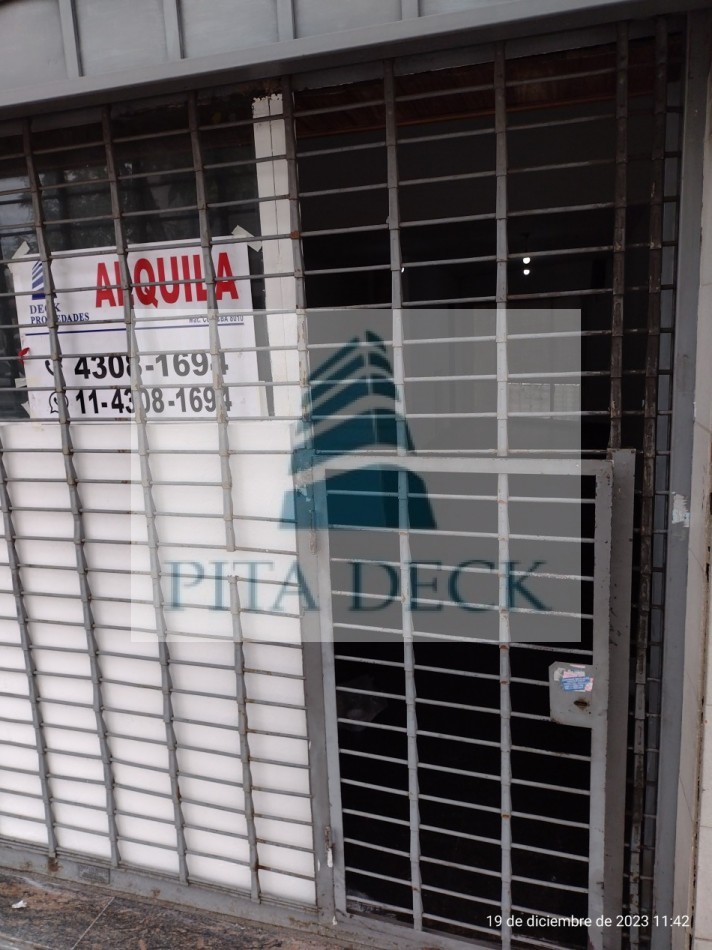 ALQUILA
DECK
PROPIEDADES
4308-1694
11-4308-1694
PITA DECK
19 de diciembre de 2023 11:42